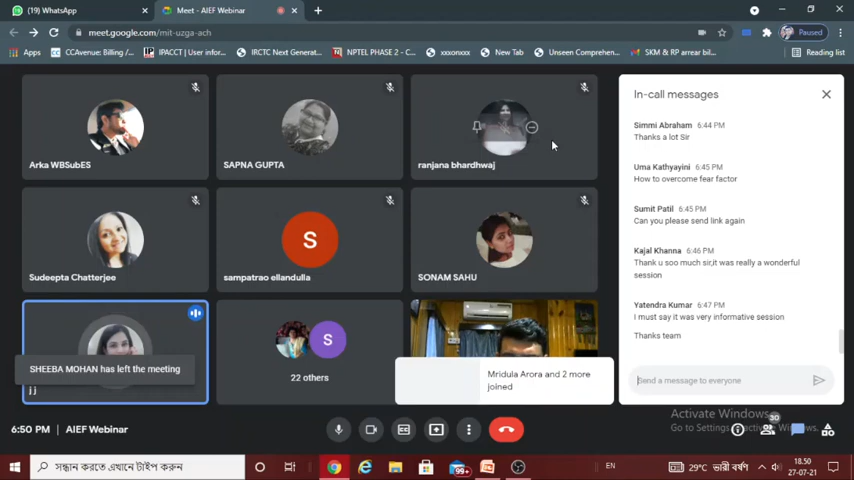 (19) WhatsApp
Meet - AIEF Webinar
meet.google.com/mit-uzga-ach
Paused
Apps
CCAvenue: Billing /...
IPACCT | User infor...
IRCTC Next Generat...
NPTEL PHASE 2 - C...
xxxonxxx
New Tab
Unseen Comprehen...
SKM & RP arrear bil...
Reading list
Arka WBSubES
SAPNA GUPTA
ranjana bhardhwaj
Sudeepta Chatterjee
S
sampatrao ellandulla
SONAM SAHU
SHEEBA MOHAN has left the meeting
j j
S
22 others
Mridula Arora and 2 more
joined
In-call messages
Simmi Abraham 6:44 PM
Thanks a lot Sir
Uma Kathyayini 6:45 PM
How to overcome fear factor
Sumit Patil 6:45 PM
Can you please send link again
Kajal Khanna 6:46 PM
Thank u soo much sir,it was really a wonderful
session
Yatendra Kumar 6:47 PM
I must say it was very informative session
Thanks team
Send a message to everyone
Activate Windows
Go to Settings
6:50 PM
AIEF Webinar
30
সন্ধান করতে এখানে টাইপ করুন
99+
EN
29°C ভারী বর্ষণ
18.50
27-07-21